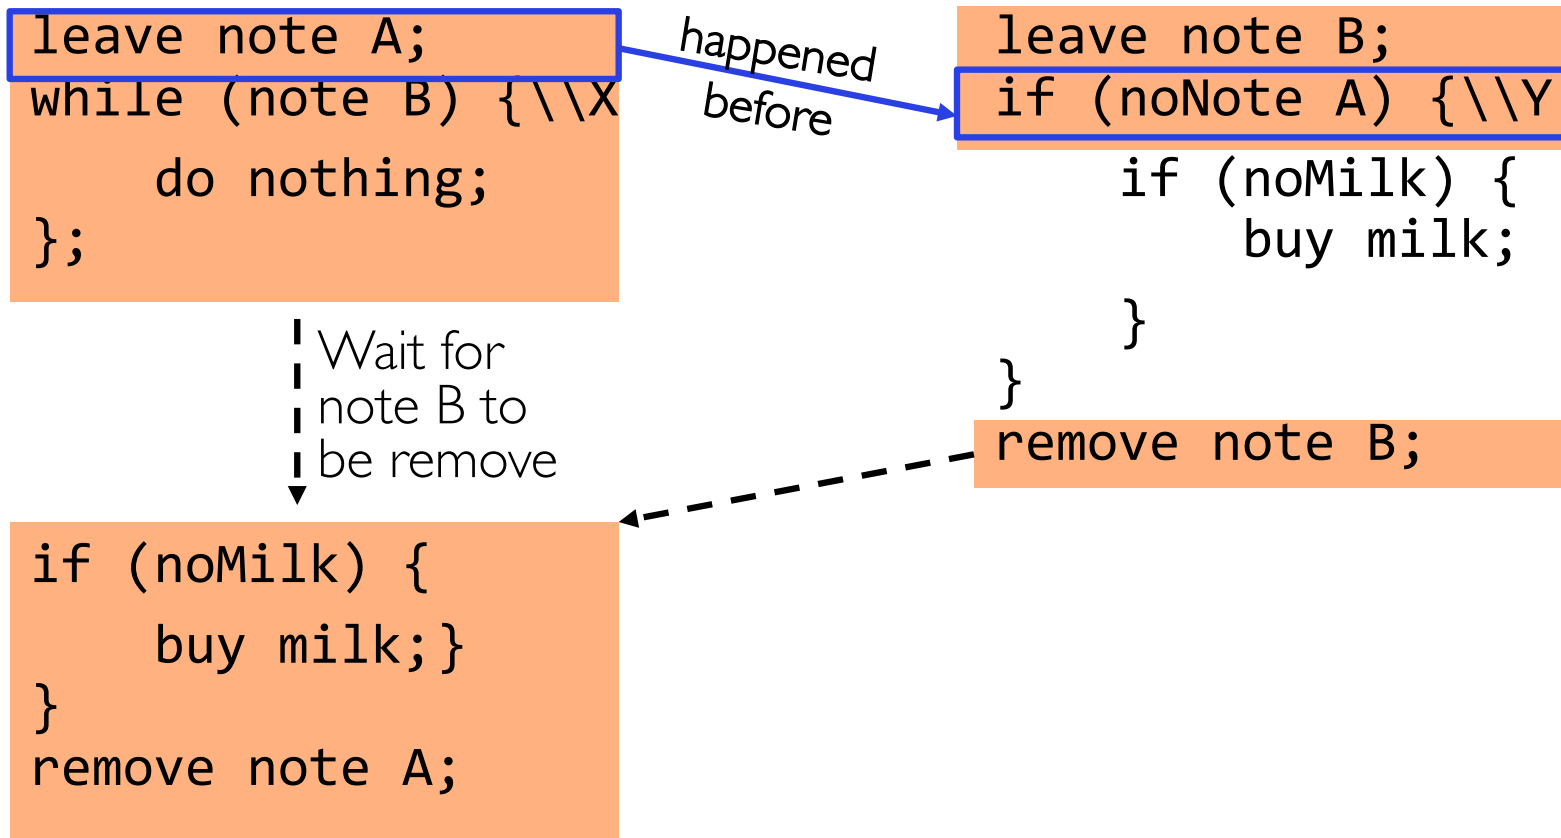 leave note A;
while (note B) {\\X
do nothing;
};
happened
before
leave note B;
if (noNote A) {\\Y
if (noMilk) {
buy milk;
}
}
remove note B;
Wait for
note B to
be remove
if (noMilk) {
buy milk;}
}
remove note A;